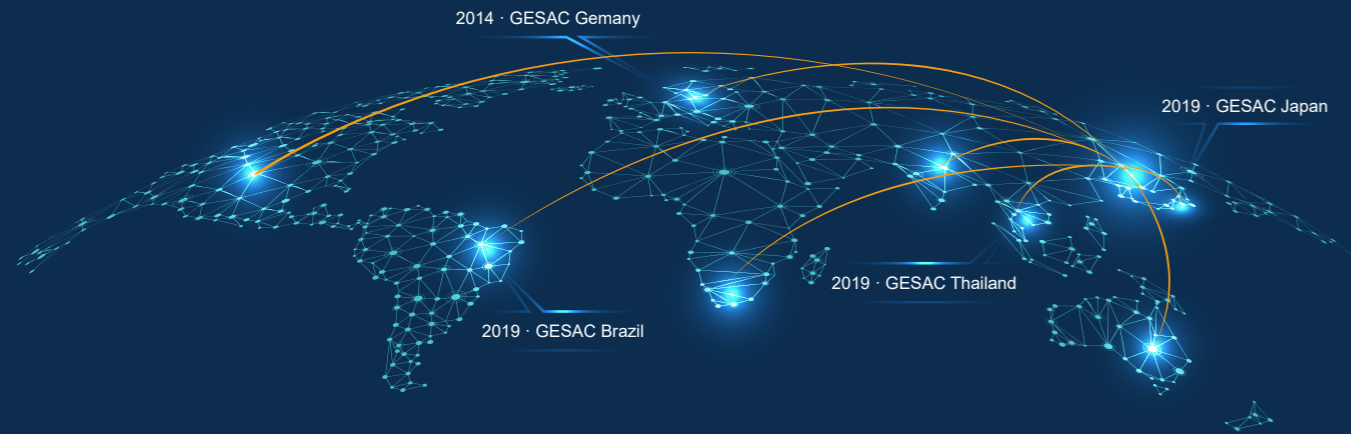 2014 · GESAC Gemany
2019 · GESAC Japan
2019 · GESAC Thailand
2019 · GESAC Brazil